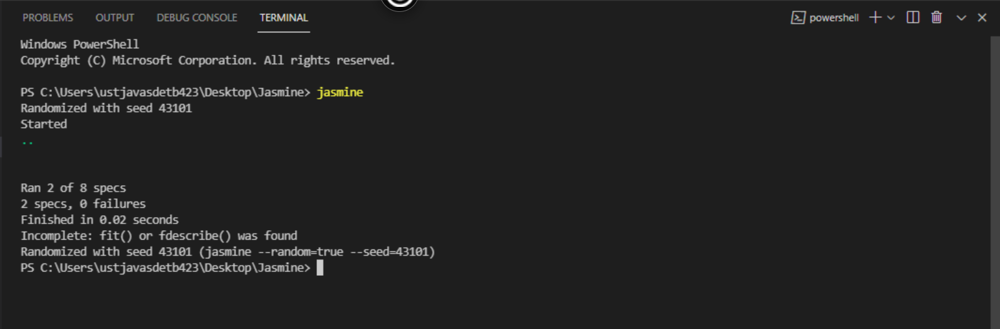 PROBLEMS OUTPUT DEBUG CONSOLE TERMINAL powershell
Windows PowerShell
Copyright (C) Microsoft Corporation. All rights reserved.
PS C:\Users\ustjavasdetb423\Desktop\Jasmine> jasmine
Randomized with seed 43101
Started
..
Ran 2 of 8 specs
2 specs, 0 failures
Finished in 0.02 seconds
Incomplete: fit() or fdescribe() was found
Randomized with seed 43101 (jasmine --random=true --seed=43101)
PS C:\Users\ustjavasdetb423\Desktop\Jasmine>